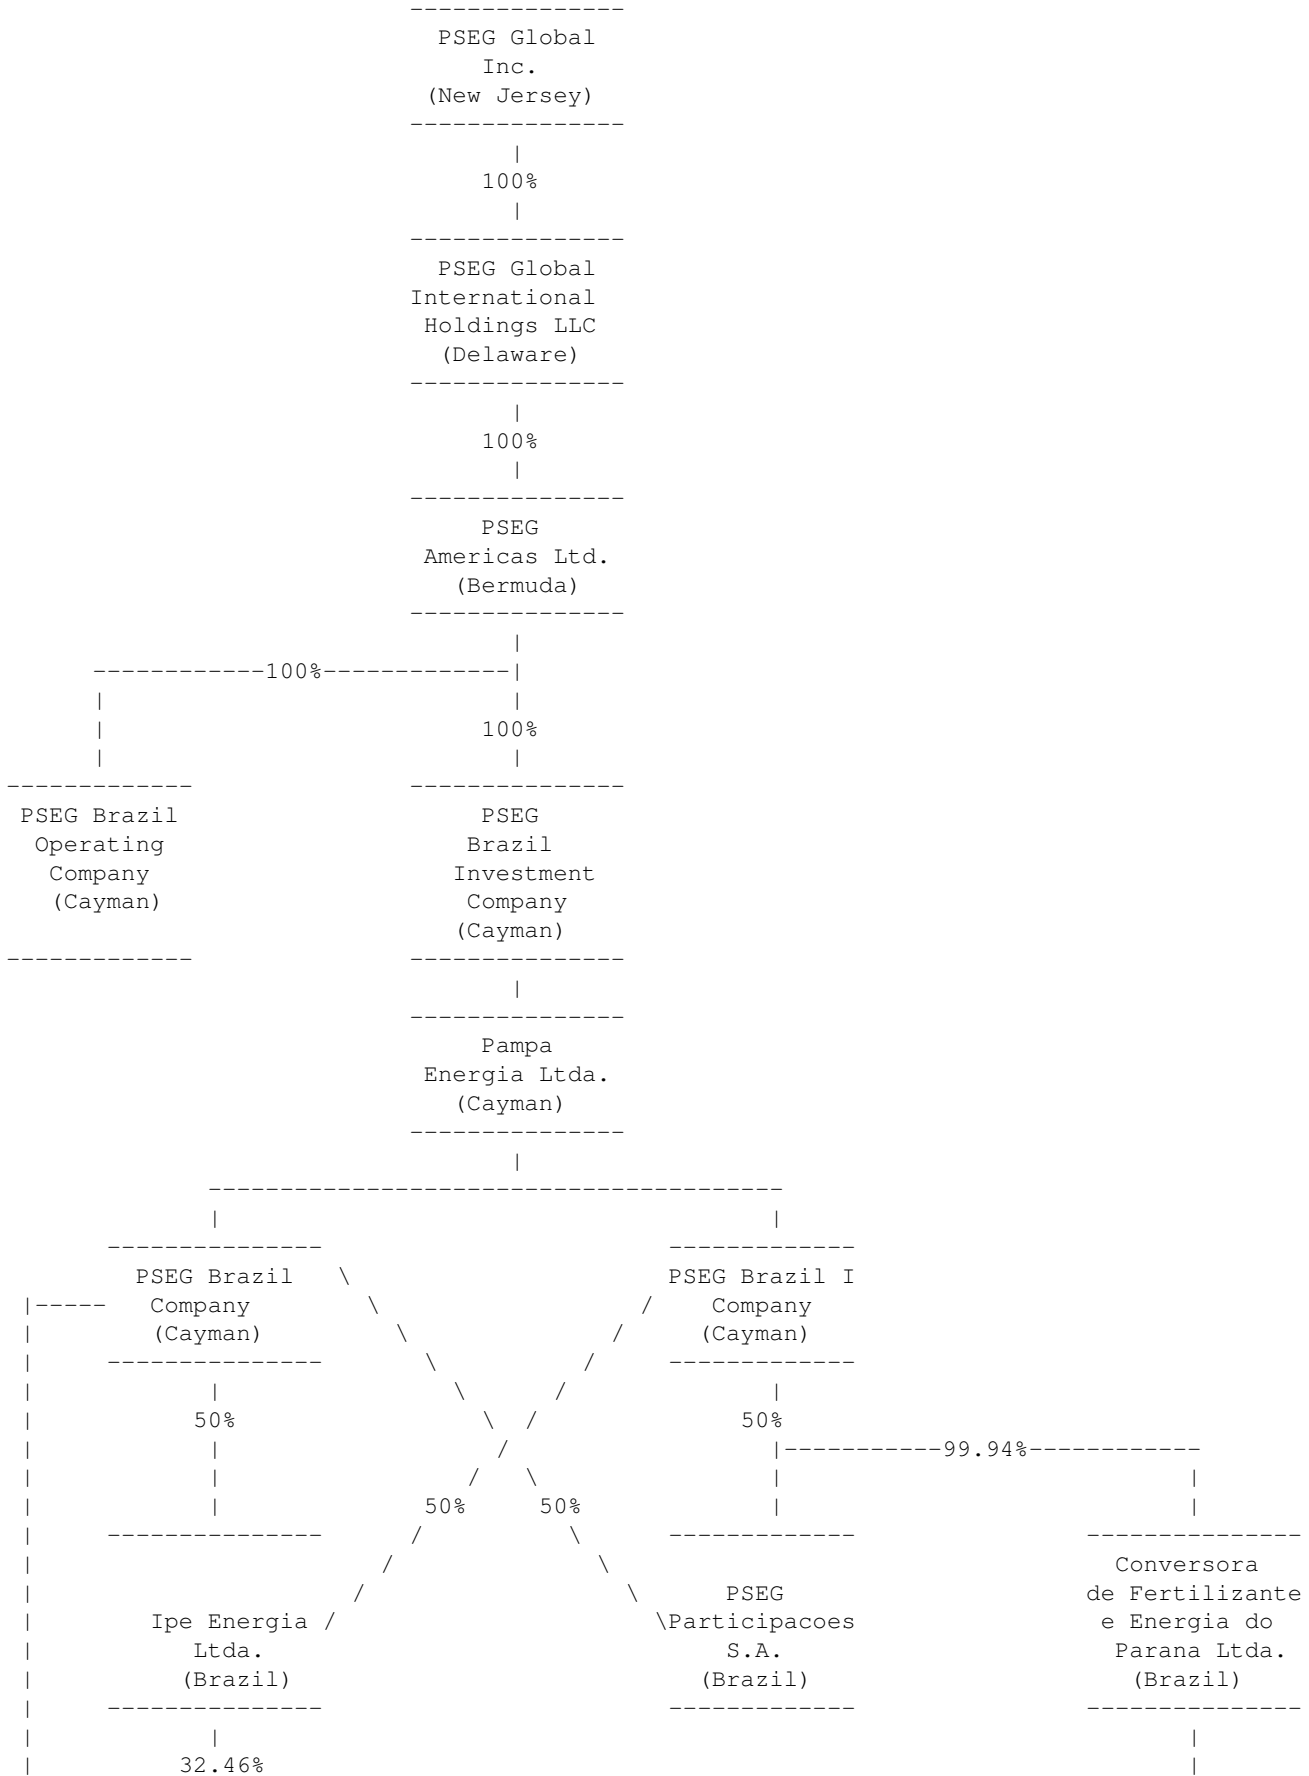 PSEG Global
Inc.
(New Jersey)
100%
PSEG Global
International
Holdings LLC
(Delaware)
100%
PSEG
Americas Ltd.
(Bermuda)
100%
100%
PSEG Brazil
Operating
Company
(Cayman)
PSEG
Brazil
Investment
Company
(Cayman)
Pampa
Energia Ltda.
(Cayman)
PSEG Brazil
Company
(Cayman)
PSEG Brazil I
Company
(Cayman)
50%
50%
99.94%
50%
50%
Ipe Energia
Ltda.
(Brazil)
PSEG
Participacoes
S.A.
(Brazil)
Conversora
de Fertilizante
e Energia do
Parana Ltda.
(Brazil)
32.46%